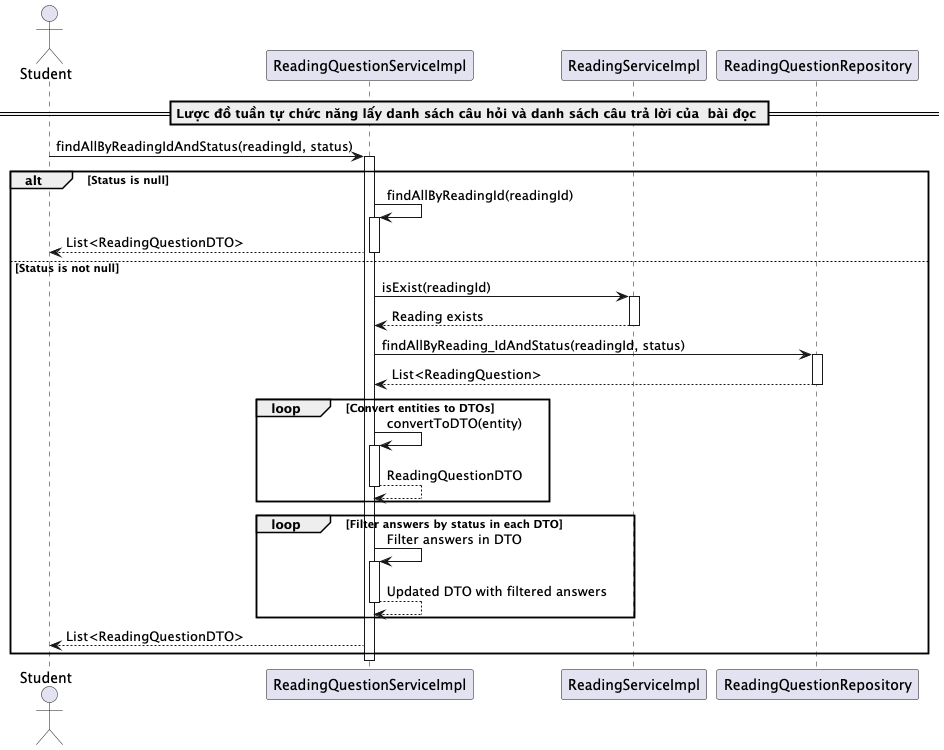 Student
ReadingQuestionServiceImpl
ReadingServiceImpl
ReadingQuestionRepository
Lược đồ tuần tự chức năng lấy danh sách câu hỏi và danh sách câu trả lời của bài đọc
findAllByReadingIdAndStatus(readingId, status)
alt
[Status is null]
findAllByReadingId(readingId)
List<ReadingQuestionDTO>
[Status is not null]
isExist(readingId)
Reading exists
findAllByReading_IdAndStatus(readingId, status)
List<ReadingQuestion>
loop
[Convert entities to DTOs]
convertToDTO(entity)
ReadingQuestionDTO
loop
[Filter answers by status in each DTO]
Filter answers in DTO
Updated DTO with filtered answers
List<ReadingQuestionDTO>
Student
ReadingQuestionServiceImpl
ReadingServiceImpl
ReadingQuestionRepository